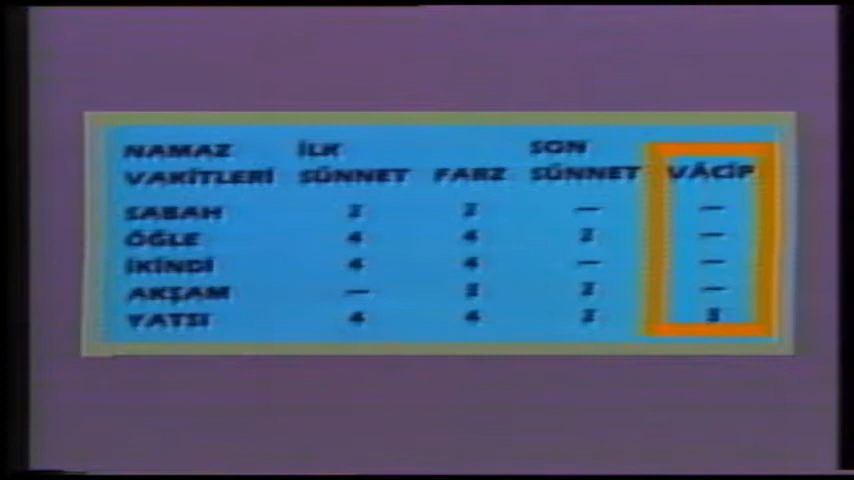 NAMAZ İLK SON
VAKİTLERİ SÜNNET FARZ SÜNNET VÂCİP
SABAH 2 2 — —
ÖĞLE 4 4 2 —
İKİNDİ 4 4 — —
AKŞAM — 3 2 —
YATSI 4 4 2 3